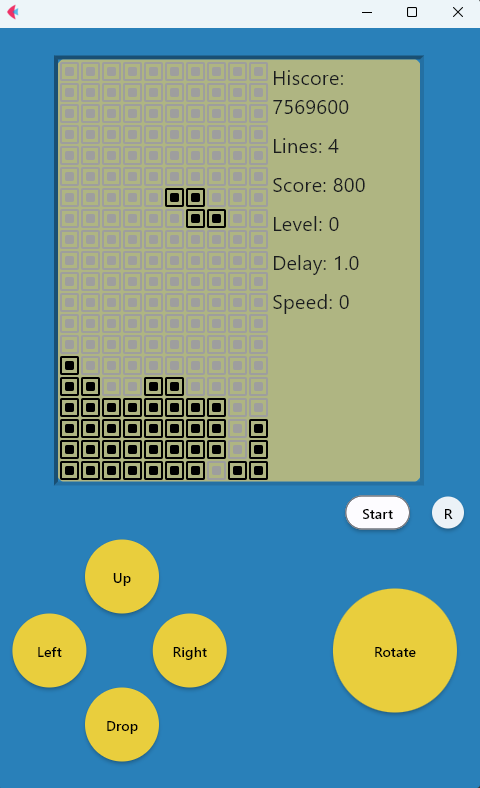 Hiscore:
7569600
Lines: 4
Score: 800
Level: 0
Delay: 1.0
Speed: 0
Start
R
Up
Left
Right
Rotate
Drop